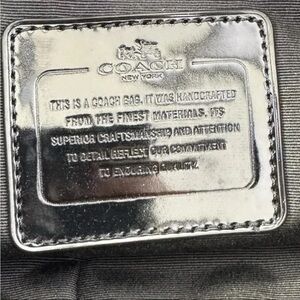 COACH
NEW YORK
THIS IS A COACH BAG. IT WAS HANDCRAFTED
FROM THE FINEST MATERIALS. ITS
SUPERIOR CRAFTSMANSHIP AND ATTENTION
TO DETAIL REFLECT OUR COMMITMENT
TO ENDURING QUALITY.